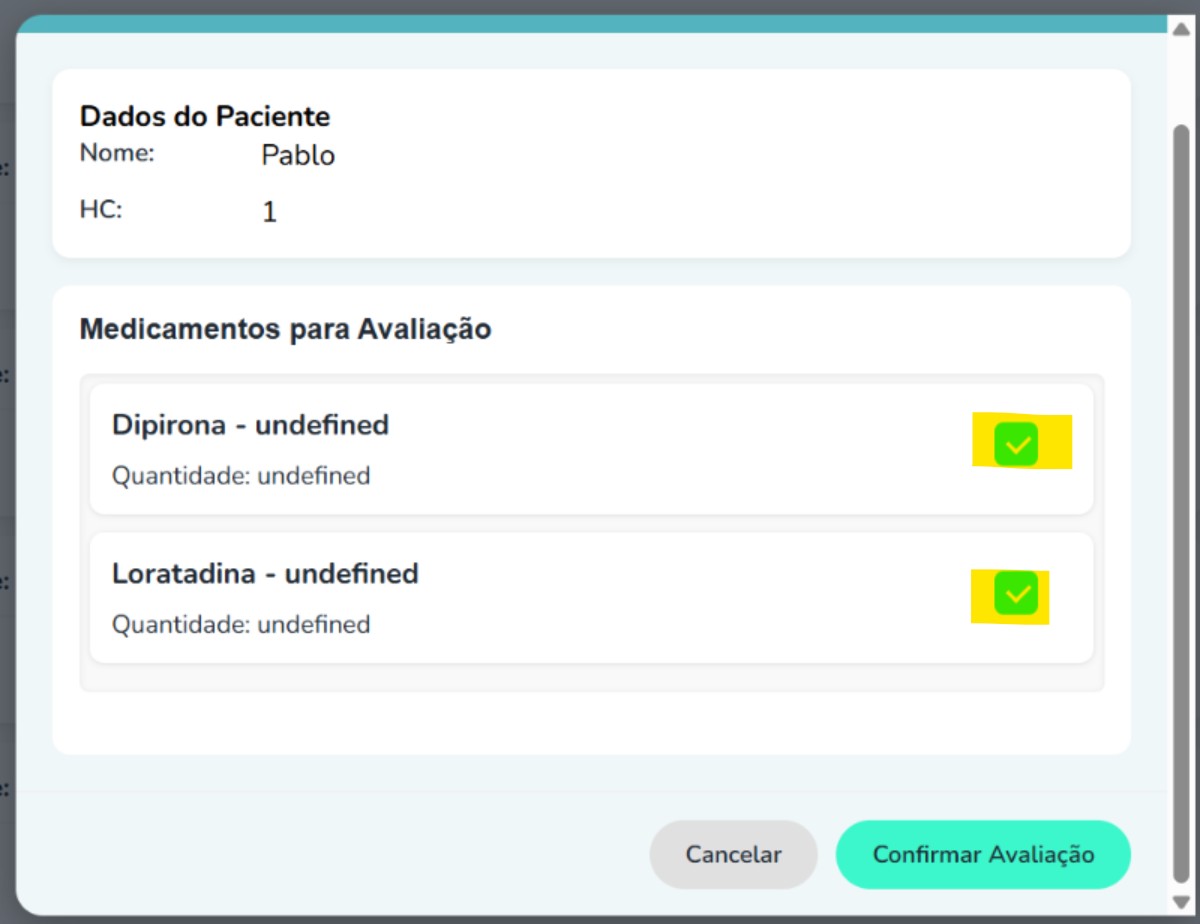 Dados do Paciente
Nome: Pablo
HC: 1
Medicamentos para Avaliação
Dipirona - undefined
Quantidade: undefined
Loratadina - undefined
Quantidade: undefined
Cancelar Confirmar Avaliação